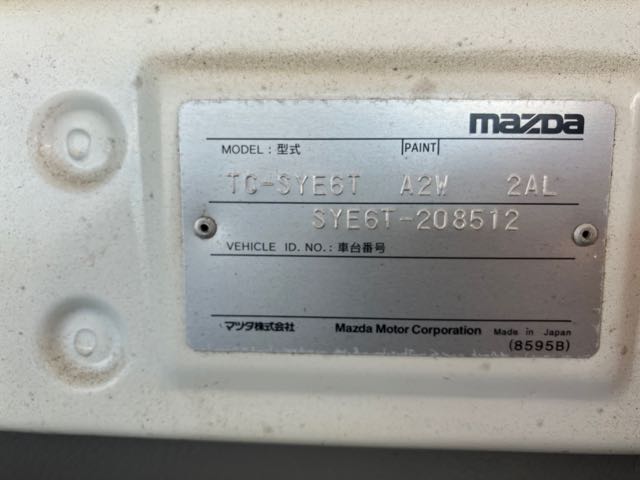 mazda
MODEL : 型式 PAINT
TC-SYE6T A2W 2AL
SYE6T-208512
VEHICLE ID. NO. : 車台番号
マツダ株式会社 Mazda Motor Corporation Made in Japan
(8595B)